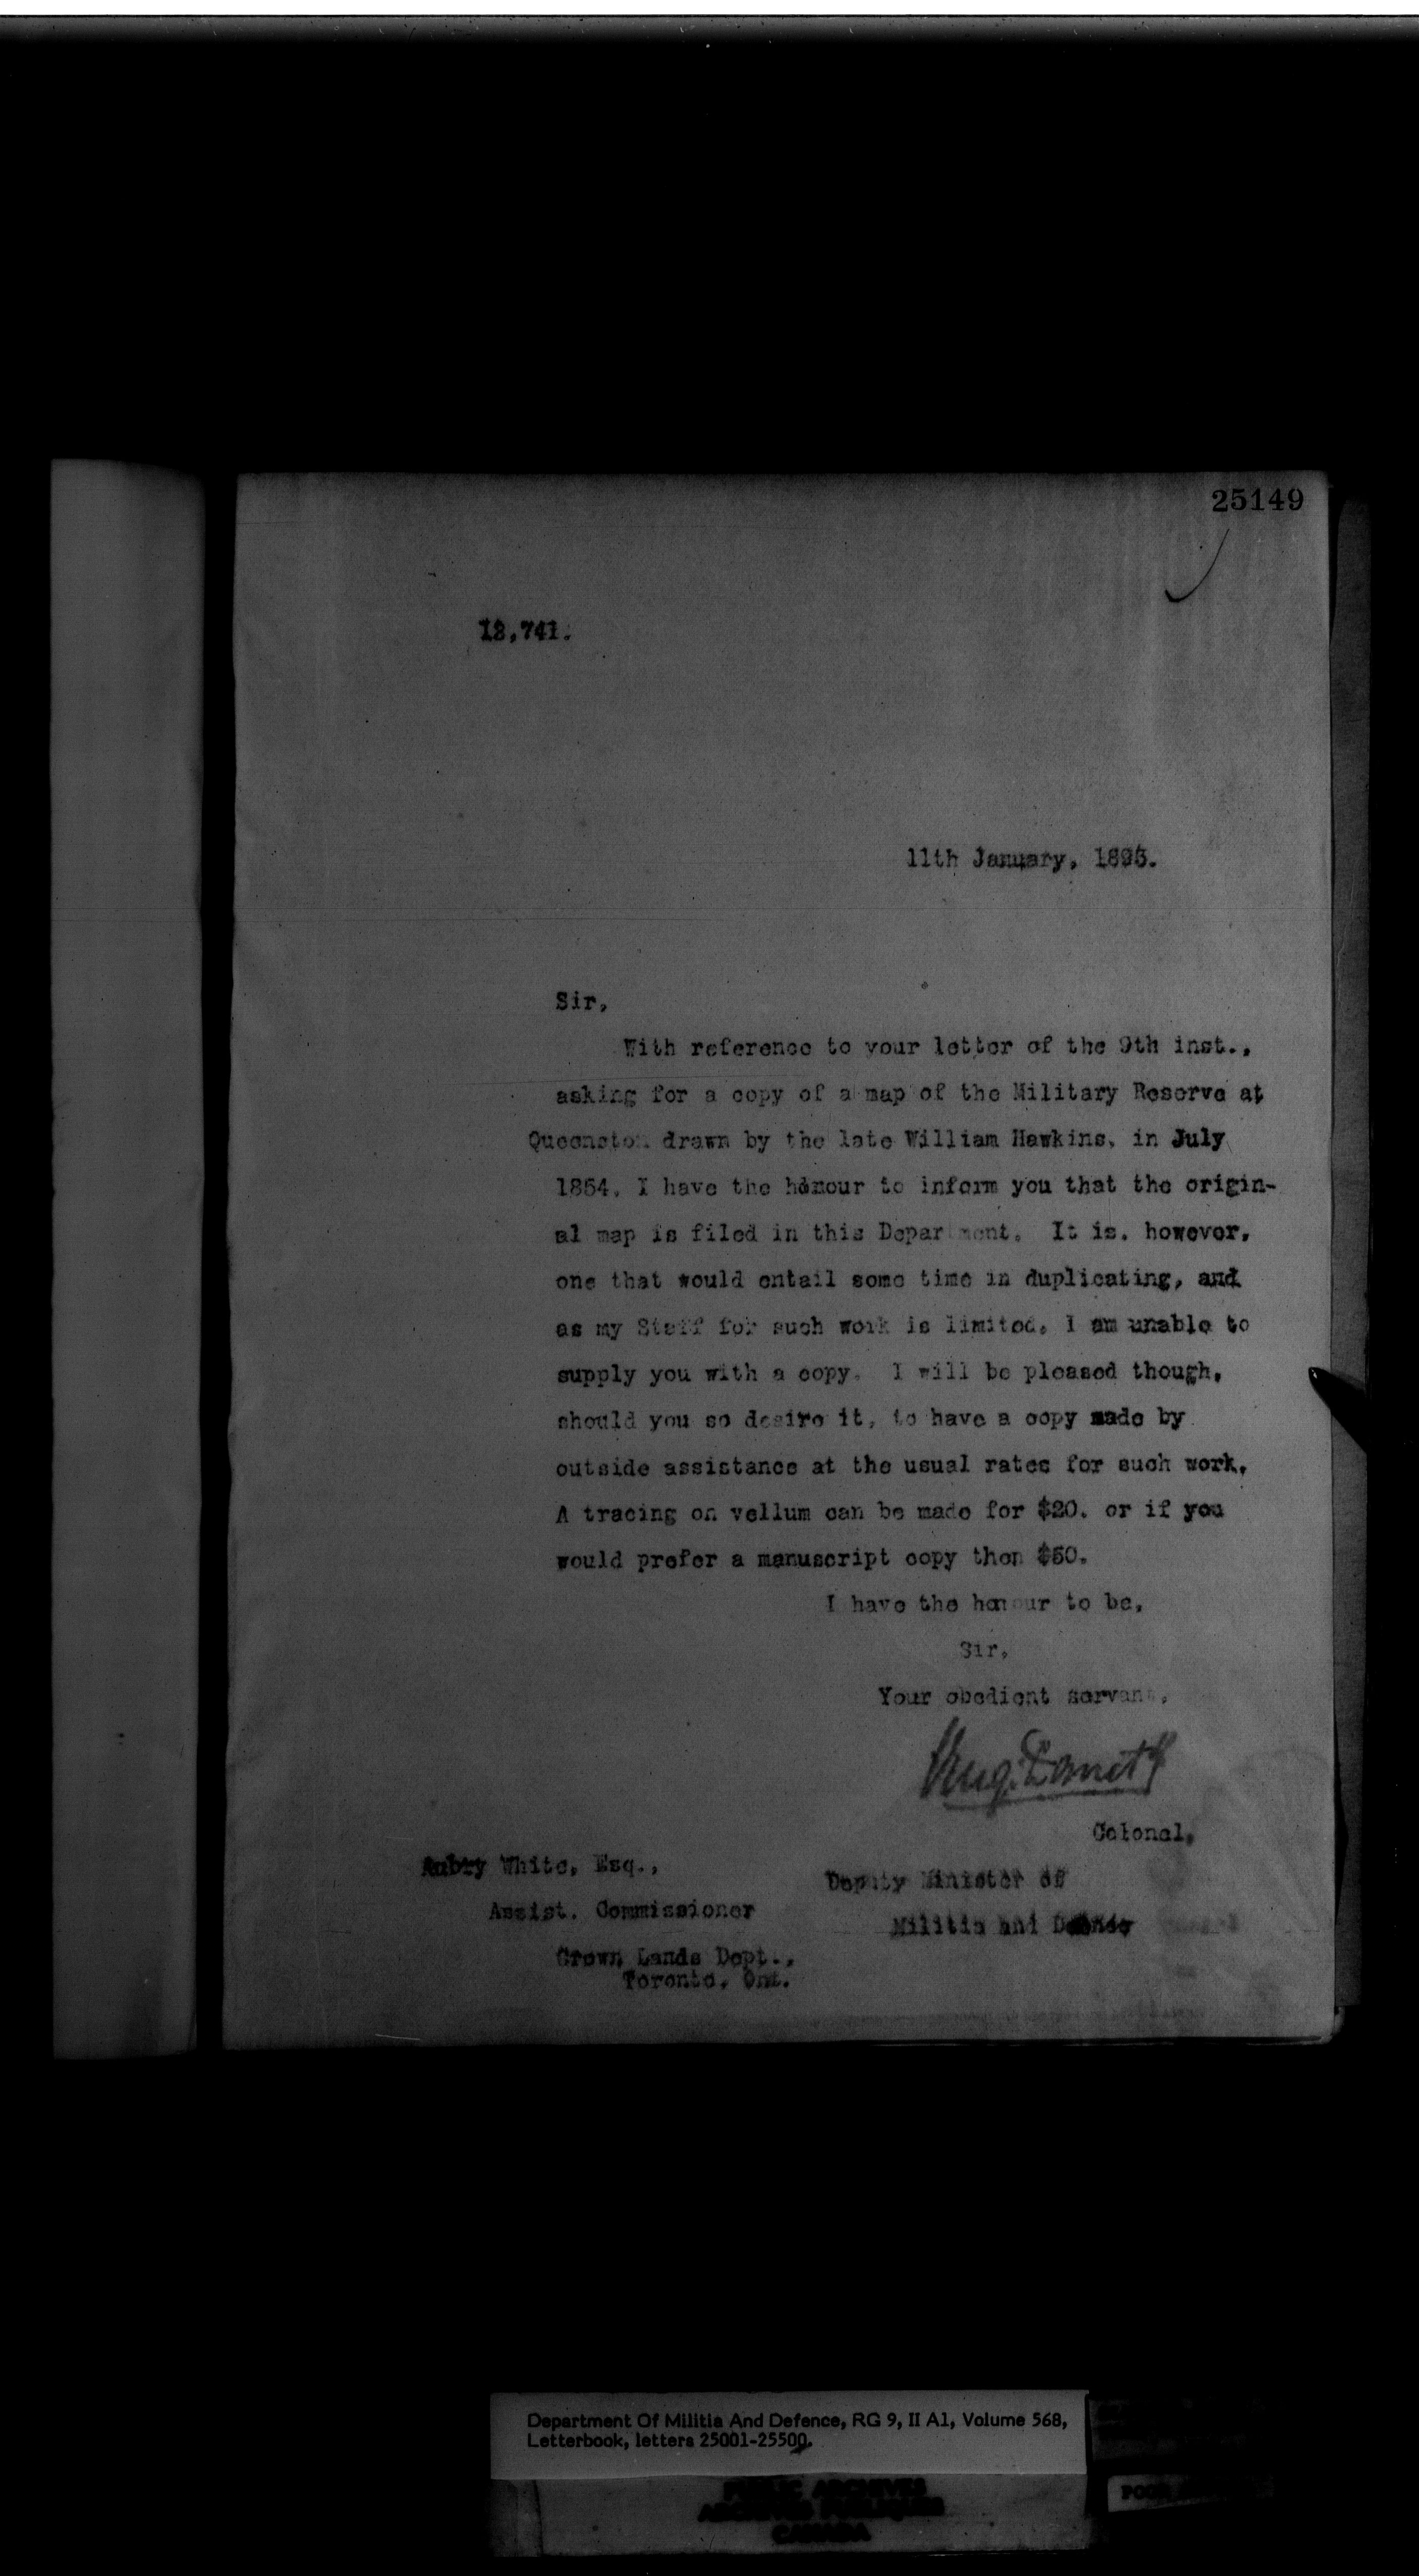 25149
12,741.
11th January, 1895.
Sir,
With reference to your letter of the 9th inst.,
asking for a copy of a map of the Military Reserve at
Queenston drawn by the late William Hawkins, in July
1854, I have the honour to inform you that the origin-
al map is filed in this Department. It is, however,
one that would entail some time in duplicating, and
as my Staff for such work is limited, I am unable to
supply you with a copy. I will be pleased though,
should you so desire it, to have a copy made by
outside assistance at the usual rates for such work.
A tracing on vellum can be made for $20. or if you
would prefer a manuscript copy then $50.
I have the honour to be,
Sir,
Your obedient servant,
Colonel,
Deputy Minister of
Militia and Defence
Aubry White, Esq.,
Assist. Commissioner
Crown Lands Dept.,
Toronto, Ont.
Department Of Militia And Defence, RG 9, II A1, Volume 568,
Letterbook, letters 25001-25500.
PUBLIC ARCHIVES
ARCHIVES PUBLIQUES
CANADA